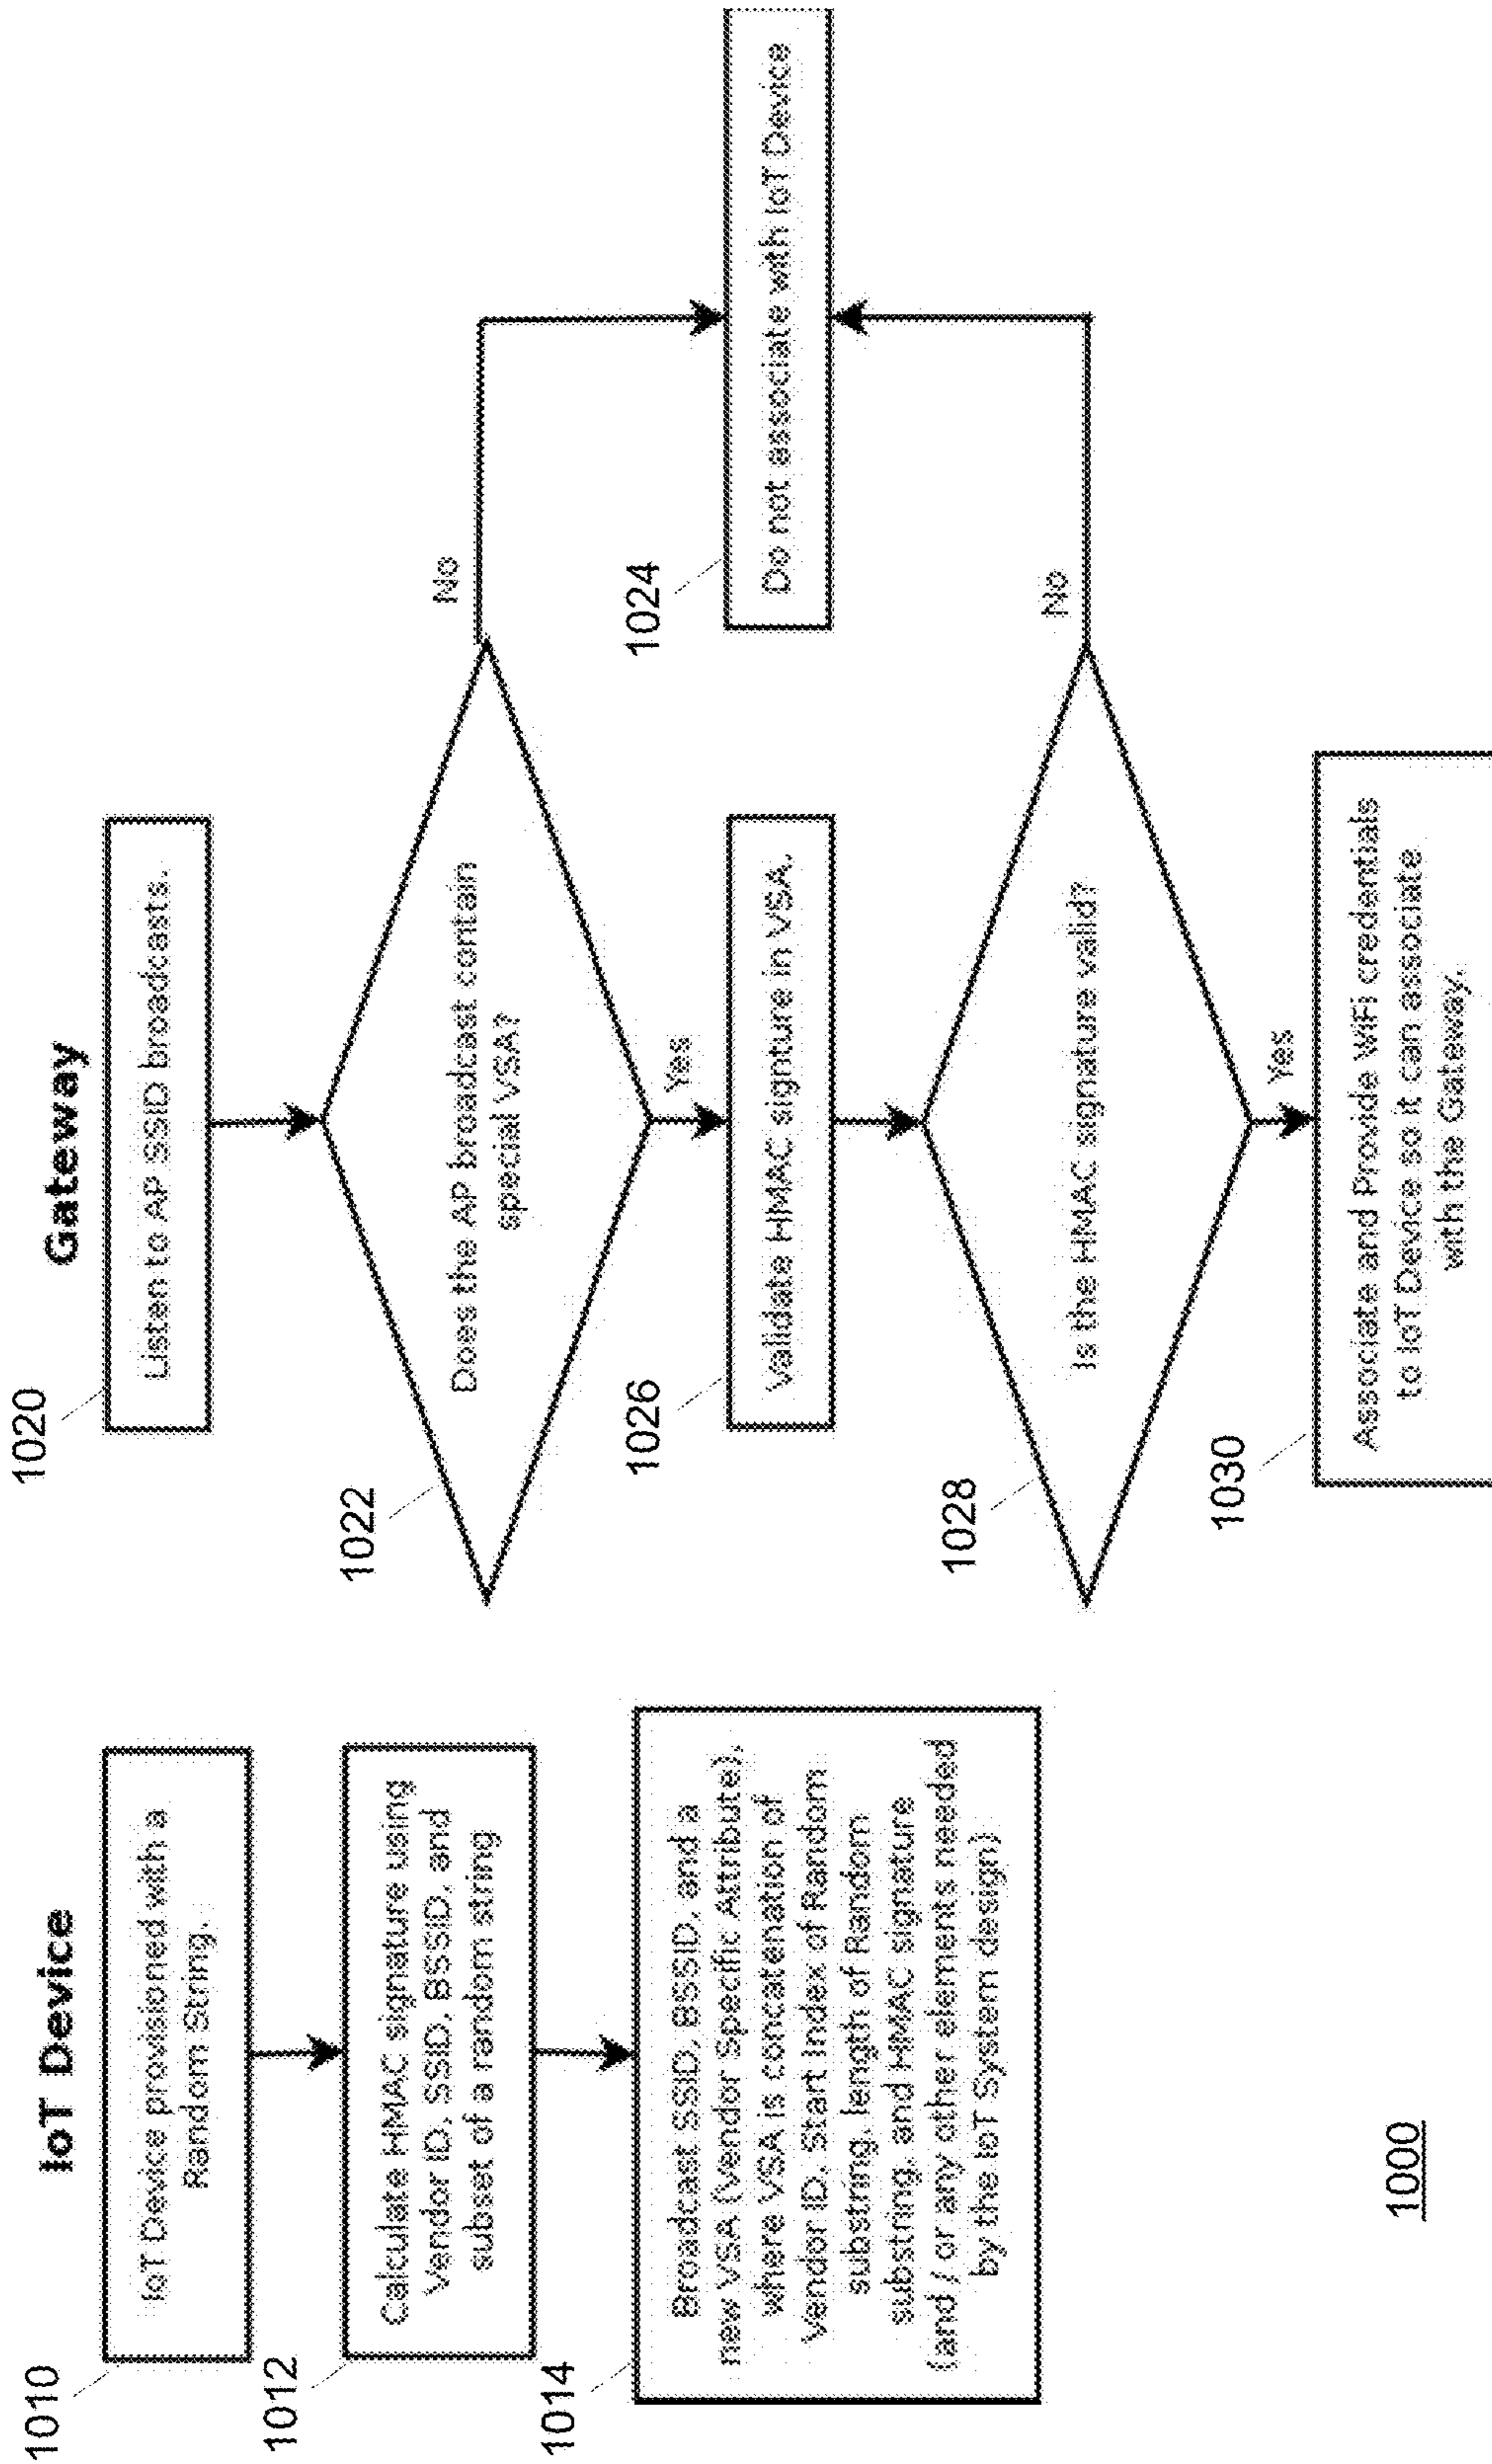 IoT Device
1010
IoT Device provisioned with a
Random String.
1012
Calculate HMAC signature using
Vendor ID, SSID, BSSID, and
subset of a random string
1014
Broadcast SSID, BSSID, and a
new VSA (Vendor Specific Attribute),
where VSA is concatenation of
Vendor ID, Start Index of Random
substring, length of Random
substring, and HMAC signature
(and / or any other elements needed
by the IoT System design)
Gateway
1020
Listen to AP SSID broadcasts.
1022
Does the AP broadcast contain
special VSA?
No
Yes
1024
Do not associate with IoT Device
1026
Validate HMAC signture in VSA.
1028
Is the HMAC signature valid?
No
Yes
1030
Associate and Provide WiFi credentials
to IoT Device so it can associate
with the Gateway.
1000